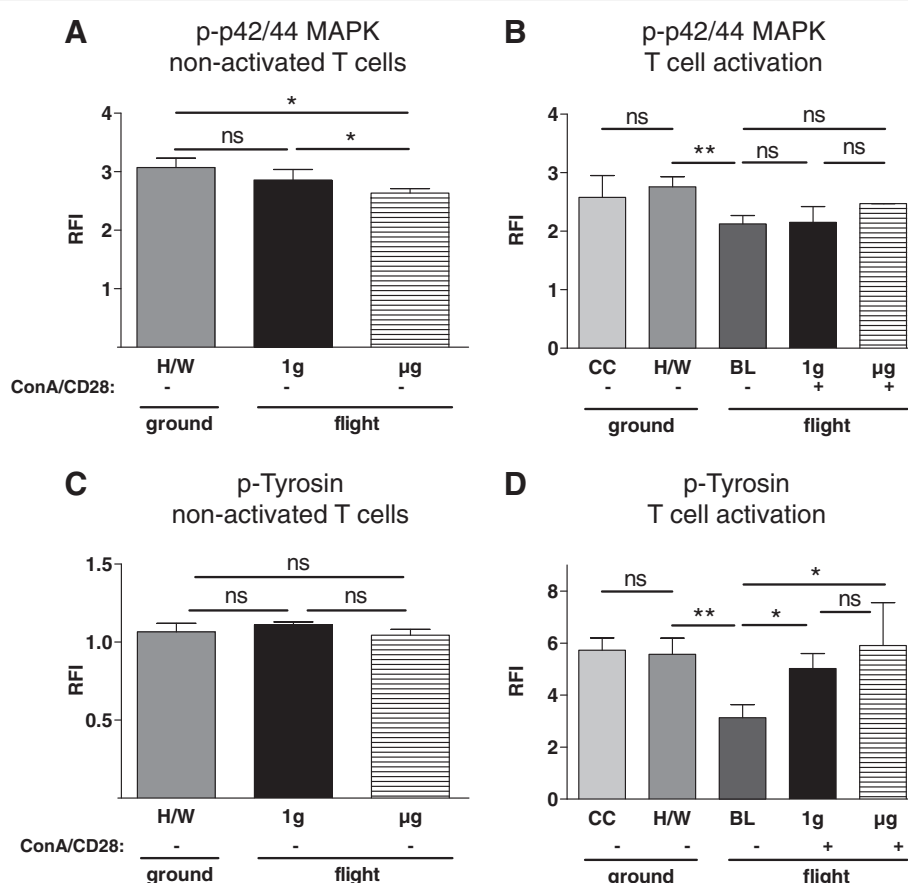 A
p-p42/44 MAPK
non-activated T cells
*
ns
*
4
3
2
1
RFI
H/W 1g µg
ConA/CD28: - - -
ground flight
B
p-p42/44 MAPK
T cell activation
ns
ns
**
ns
ns
4
3
2
1
0
RFI
CC H/W BL 1g µg
- - - + +
ground flight
C
p-Tyrosin
non-activated T cells
ns
ns
ns
1.5
1.0
0.5
RFI
H/W 1g µg
ConA/CD28: - - -
ground flight
D
p-Tyrosin
T cell activation
ns
*
**
*
ns
8
6
4
2
0
RFI
CC H/W BL 1g µg
- - - + +
ground flight